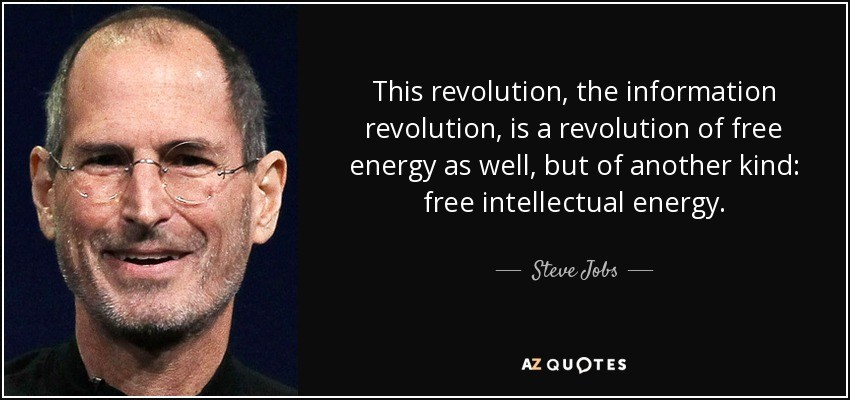 This revolution, the information
revolution, is a revolution of free
energy as well, but of another kind:
free intellectual energy.
Steve Jobs
AZ QUOTES